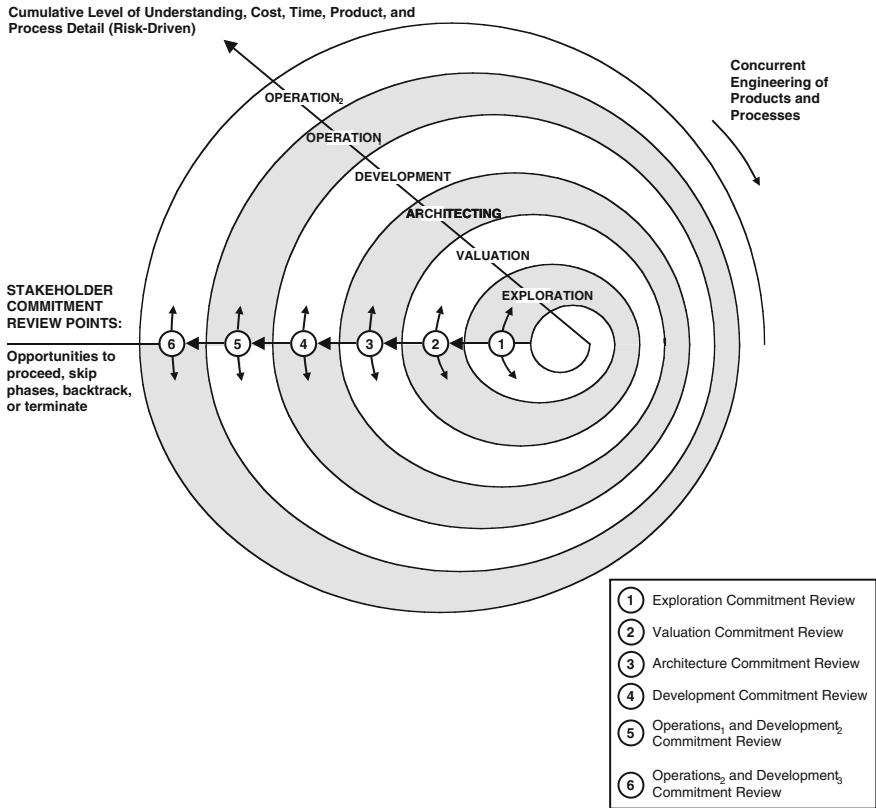 Cumulative Level of Understanding, Cost, Time, Product, and
Process Detail (Risk-Driven)
Concurrent
Engineering of
Products and
Processes
OPERATION₂
OPERATION₁
DEVELOPMENT
ARCHITECTING
VALUATION
EXPLORATION
STAKEHOLDER
COMMITMENT
REVIEW POINTS:
Opportunities to
proceed, skip
phases, backtrack,
or terminate
6 5 4 3 2 1
1 Exploration Commitment Review
2 Valuation Commitment Review
3 Architecture Commitment Review
4 Development Commitment Review
5 Operations₁ and Development₂
Commitment Review
6 Operations₂ and Development₃
Commitment Review